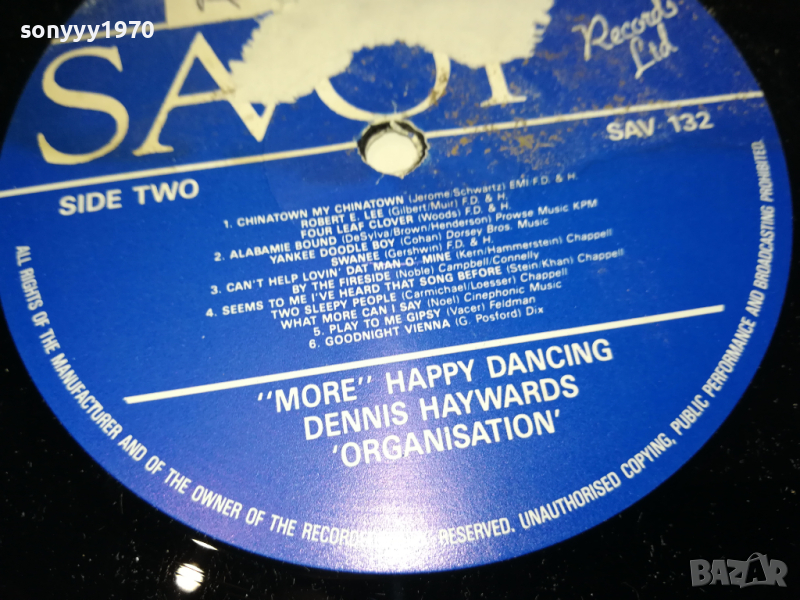 sonyyy1970
SAVOY
Records
Ltd
SAV 132
SIDE TWO
1. CHINATOWN MY CHINATOWN (Jerome/Schwartz) EMI F.D. & H.
ROBERT E. LEE (Gilbert/Muir) F.D. & H.
FOUR LEAF CLOVER (Woods) F.D. & H.
2. ALABAMIE BOUND (DeSylva/Brown/Henderson) Prowse Music KPM
YANKEE DOODLE BOY (Cohan) Dorsey Bros. Music
SWANEE (Gershwin) F.D. & H.
3. CAN'T HELP LOVIN' DAT MAN O' MINE (Kern/Hammerstein) Chappell
BY THE FIRESIDE (Noble) Campbell/Connelly
4. SEEMS TO ME I'VE HEARD THAT SONG BEFORE (Stein/Khan) Chappell
TWO SLEEPY PEOPLE (Carmichael/Loesser) Chappell
WHAT MORE CAN I SAY (Noel) Cinephonic Music
5. PLAY TO ME GIPSY (Vacer) Feldman
6. GOODNIGHT VIENNA (G. Posford) Dix
"MORE" HAPPY DANCING
DENNIS HAYWARDS
'ORGANISATION'
ALL RIGHTS OF THE MANUFACTURER AND OF THE OWNER OF THE RECORDED RESERVED. UNAUTHORISED COPYING, PUBLIC PERFORMANCE AND BROADCASTING PROHIBITED.
BAZAR